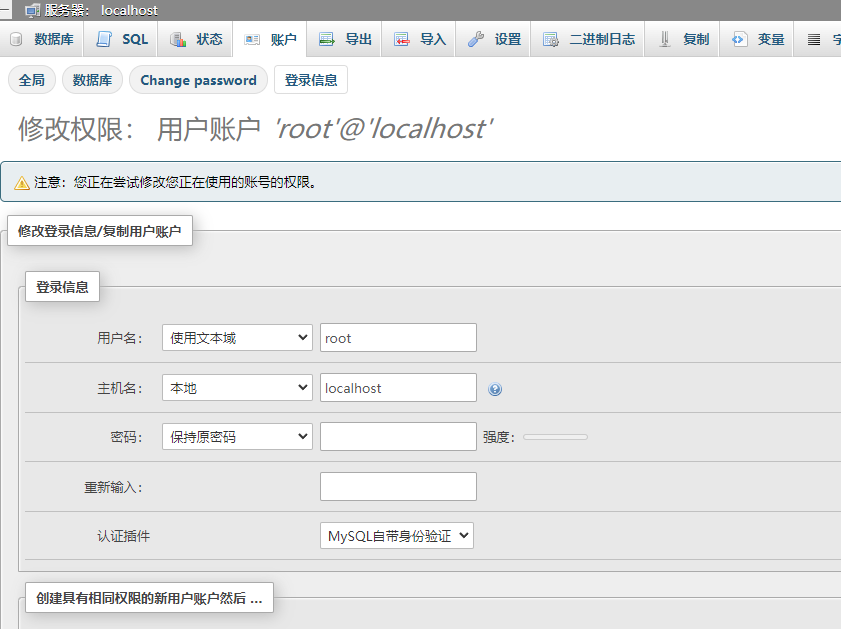 服务器： localhost
数据库 SQL 状态 账户 导出 导入 设置 二进制日志 复制 变量
全局 数据库 Change password 登录信息
修改权限： 用户账户 'root'@'localhost'
注意：您正在尝试修改您正在使用的账号的权限。
修改登录信息/复制用户账户
登录信息
用户名： 使用文本域 root
主机名： 本地 localhost
密码： 保持原密码 强度：
重新输入：
认证插件 MySQL自带身份验证
创建具有相同权限的新用户账户然后 ...